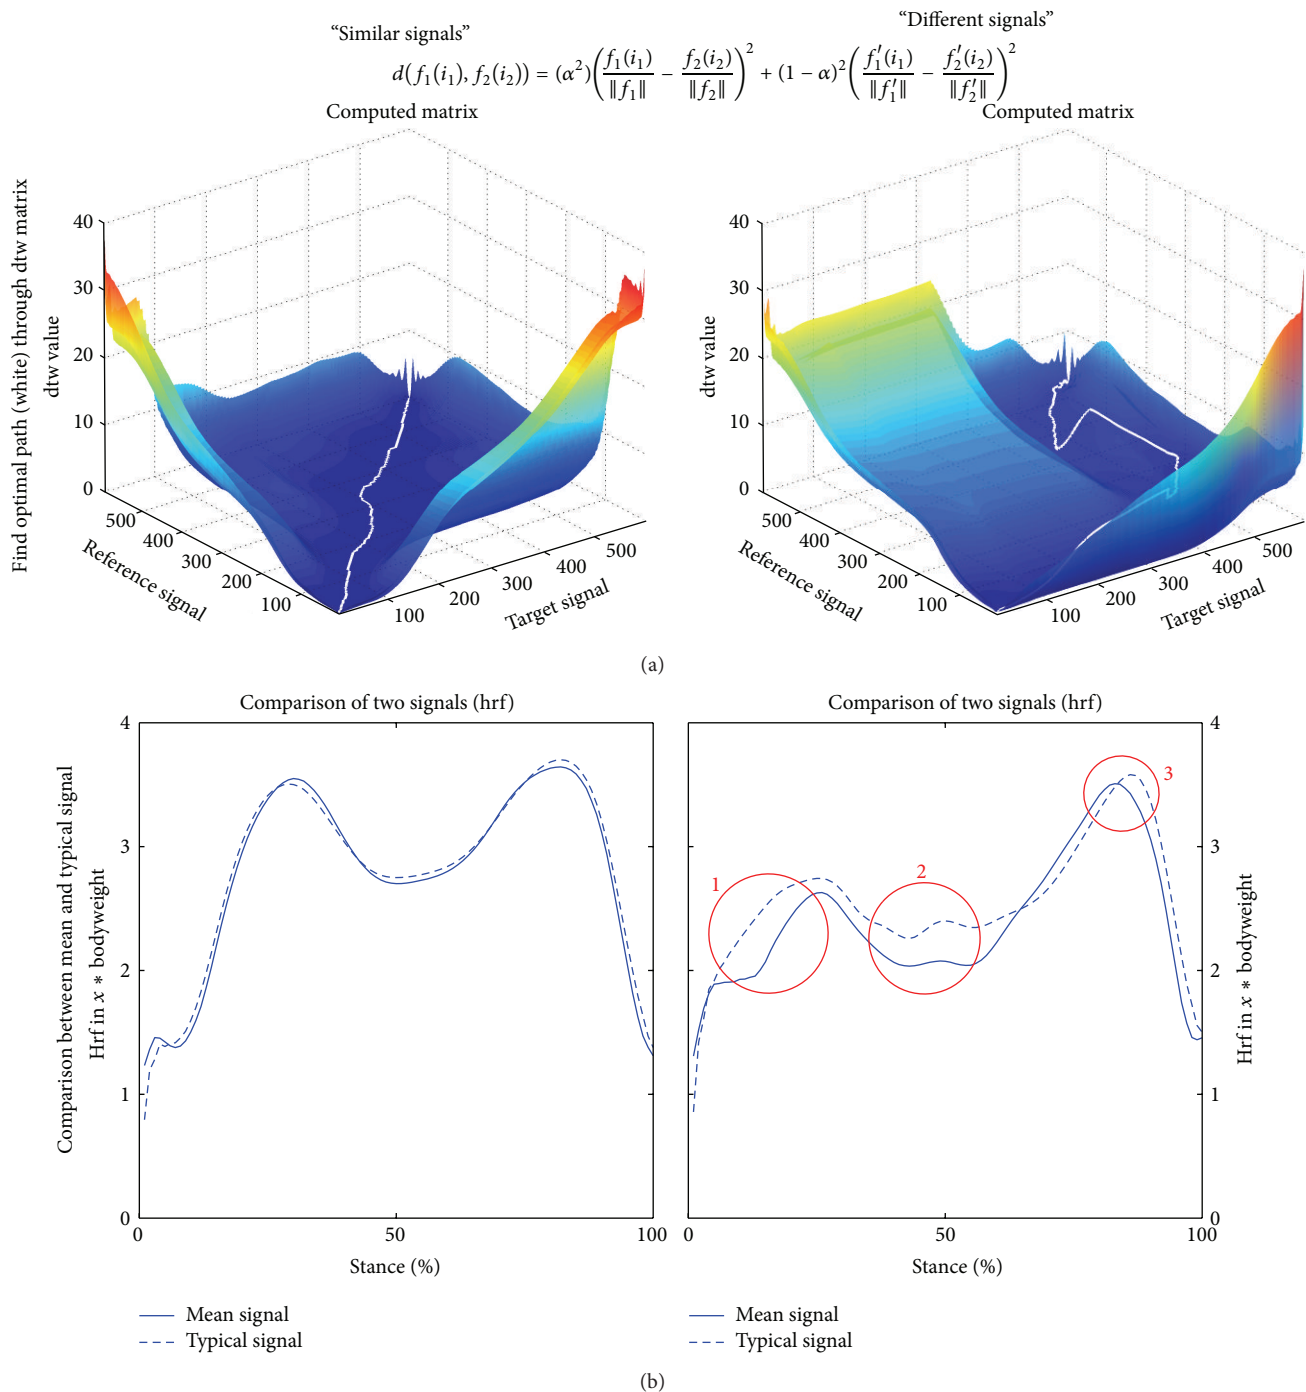 “Similar signals”
“Different signals”
d(f₁(i₁), f₂(i₂)) = (α²)(f₁(i₁)/‖f₁‖ − f₂(i₂)/‖f₂‖)² + (1 − α)²(f′₁(i₁)/‖f′₁‖ − f′₂(i₂)/‖f′₂‖)²
Computed matrix
Find optimal path (white) through dtw matrix
dtw value
40
30
20
10
0
500
400
300
200
100
Reference signal
100
200
300
400
500
Target signal
Computed matrix
dtw value
40
30
20
10
0
500
400
300
200
100
Reference signal
100
200
300
400
500
Target signal
(a)
Comparison of two signals (hrf)
Comparison between mean and typical signal
Hrf in x * bodyweight
4
3
2
1
0
0
50
100
Stance (%)
Mean signal
Typical signal
Comparison of two signals (hrf)
1
2
3
4
3
2
1
0
Hrf in x * bodyweight
0
50
100
Stance (%)
Mean signal
Typical signal
(b)